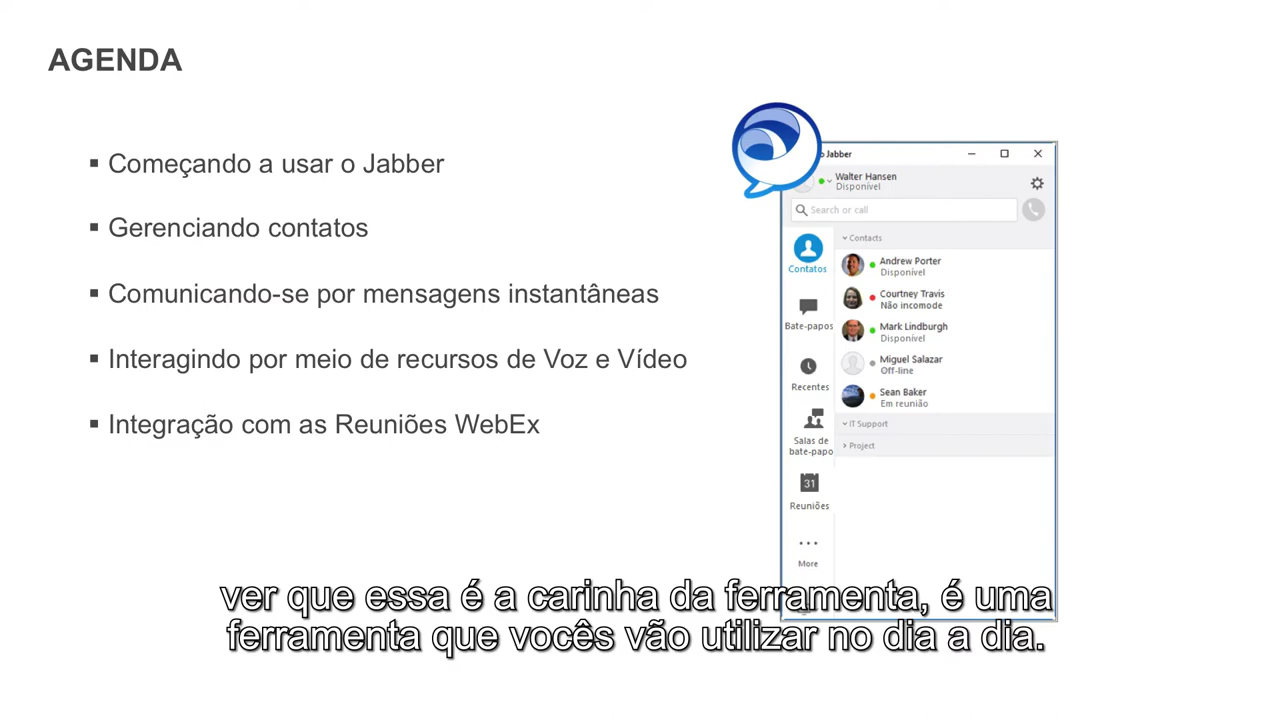 AGENDA
▪ Começando a usar o Jabber
▪ Gerenciando contatos
▪ Comunicando-se por mensagens instantâneas
▪ Interagindo por meio de recursos de Voz e Vídeo
▪ Integração com as Reuniões WebEx
o Jabber
Walter Hansen
Disponível
Search or call
Contatos
Bate-papos
Recentes
Salas de
bate-papo
31
Reuniões
More
Contacts
Andrew Porter
Disponível
Courtney Travis
Não incomode
Mark Lindburgh
Disponível
Miguel Salazar
Off-line
Sean Baker
Em reunião
IT Support
Project
ver que essa é a carinha da ferramenta, é uma
ferramenta que vocês vão utilizar no dia a dia.